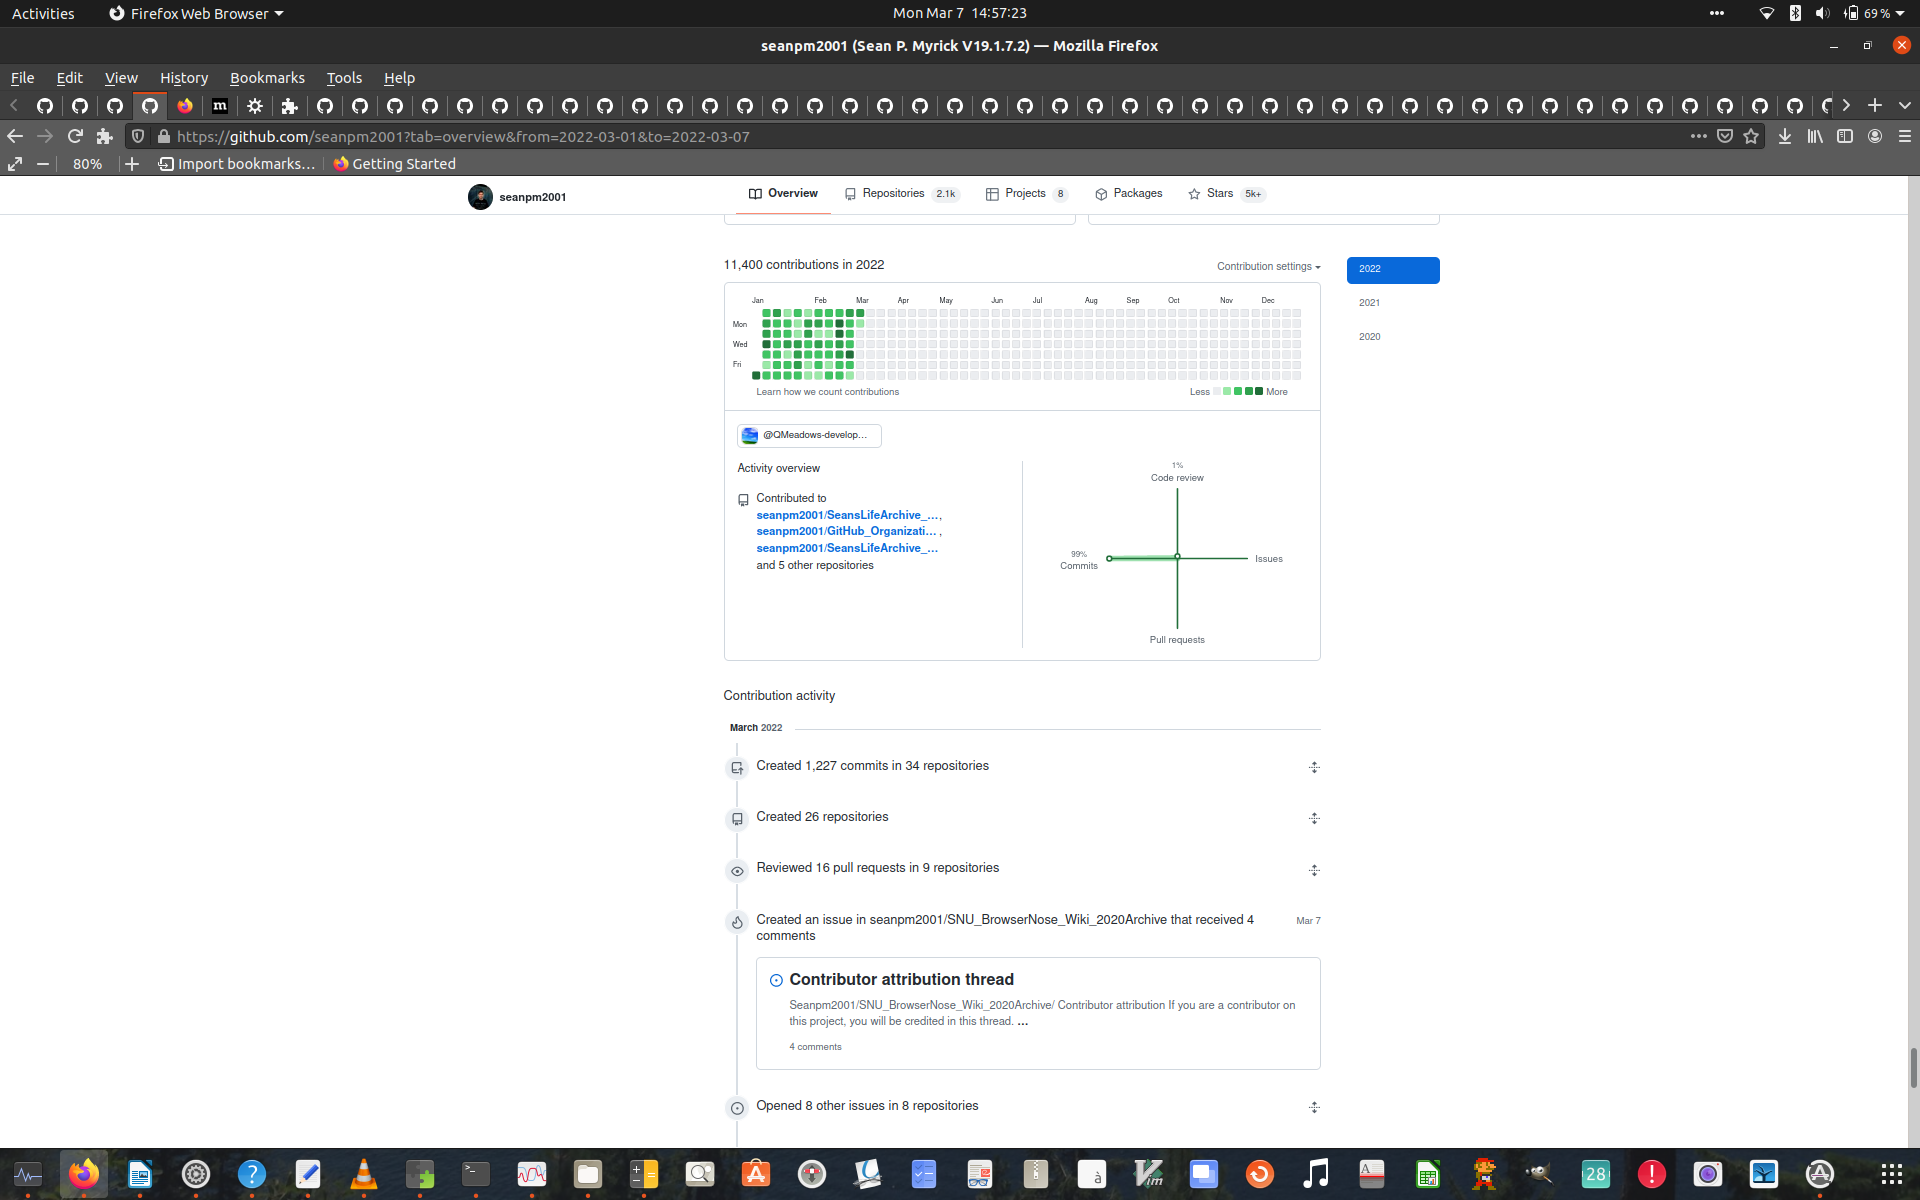 Activities
Firefox Web Browser
Mon Mar 7 14:57:23
69 %
seanpm2001 (Sean P. Myrick V19.1.7.2) — Mozilla Firefox
File Edit View History Bookmarks Tools Help
https://github.com/seanpm2001?tab=overview&from=2022-03-01&to=2022-03-07
80%
Import bookmarks…
Getting Started
seanpm2001
Overview
Repositories 2.1k
Projects 8
Packages
Stars 5k+
11,400 contributions in 2022
Contribution settings
2022
2021
2020
Jan Feb Mar Apr May Jun Jul Aug Sep Oct Nov Dec
Mon
Wed
Fri
Learn how we count contributions
Less More
@QMeadows-develop…
Activity overview
Contributed to
seanpm2001/SeansLifeArchive_…,
seanpm2001/GitHub_Organizati… ,
seanpm2001/SeansLifeArchive_…
and 5 other repositories
1%
Code review
99%
Commits
Issues
Pull requests
Contribution activity
March 2022
Created 1,227 commits in 34 repositories
Created 26 repositories
Reviewed 16 pull requests in 9 repositories
Created an issue in seanpm2001/SNU_BrowserNose_Wiki_2020Archive that received 4
comments
Mar 7
Contributor attribution thread
Seanpm2001/SNU_BrowserNose_Wiki_2020Archive/ Contributor attribution If you are a contributor on
this project, you will be credited in this thread. …
4 comments
Opened 8 other issues in 8 repositories
28